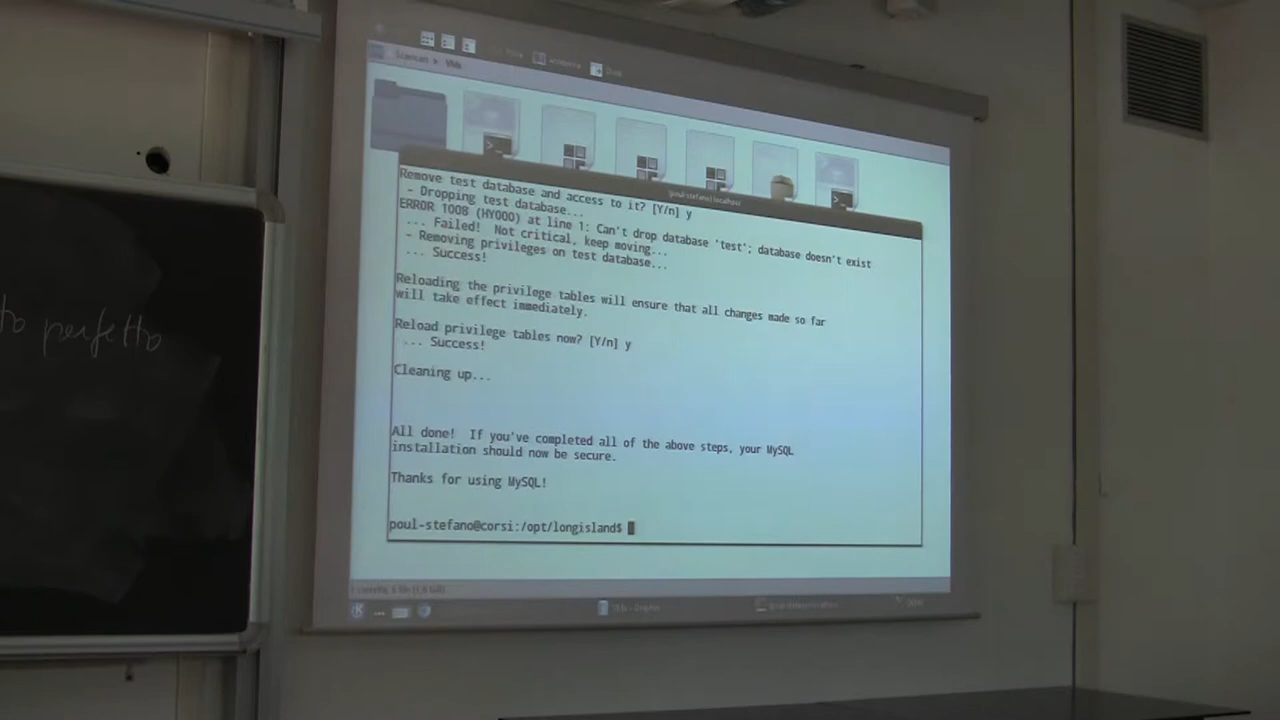 to perfetto
VMs
Remove test database and access to it? [Y/n] y
- Dropping test database...
ERROR 1008 (HY000) at line 1: Can't drop database 'test'; database doesn't exist
... Failed!  Not critical, keep moving...
- Removing privileges on test database...
... Success!
Reloading the privilege tables will ensure that all changes made so far
will take effect immediately.
Reload privilege tables now? [Y/n] y
... Success!
Cleaning up...
All done!  If you've completed all of the above steps, your MySQL
installation should now be secure.
Thanks for using MySQL!
poul-stefano@corsi:/opt/longisland$